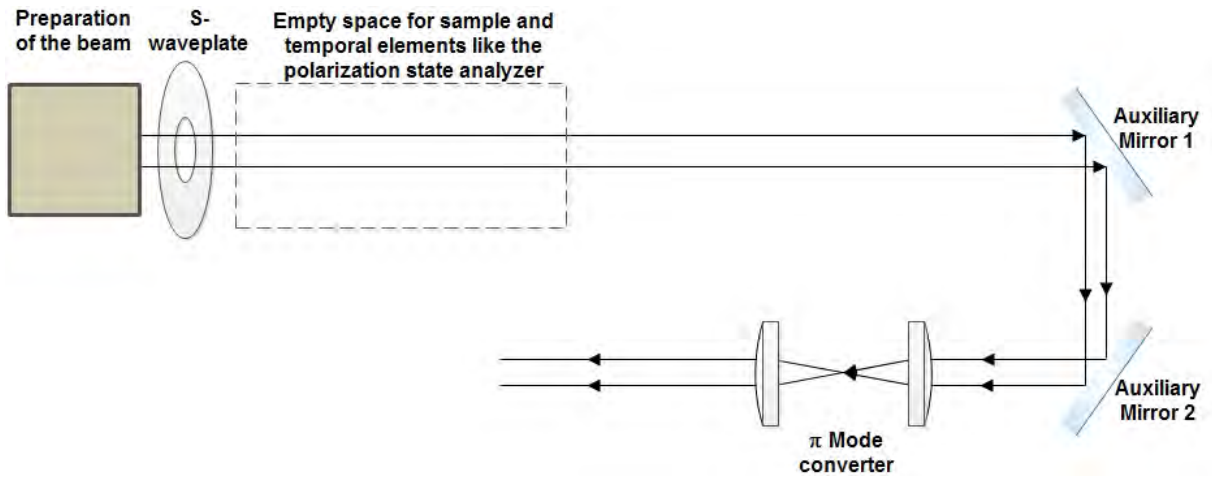 Preparation
of the beam
S-
waveplate
Empty space for sample and
temporal elements like the
polarization state analyzer
Auxiliary
Mirror 1
Auxiliary
Mirror 2
π Mode
converter